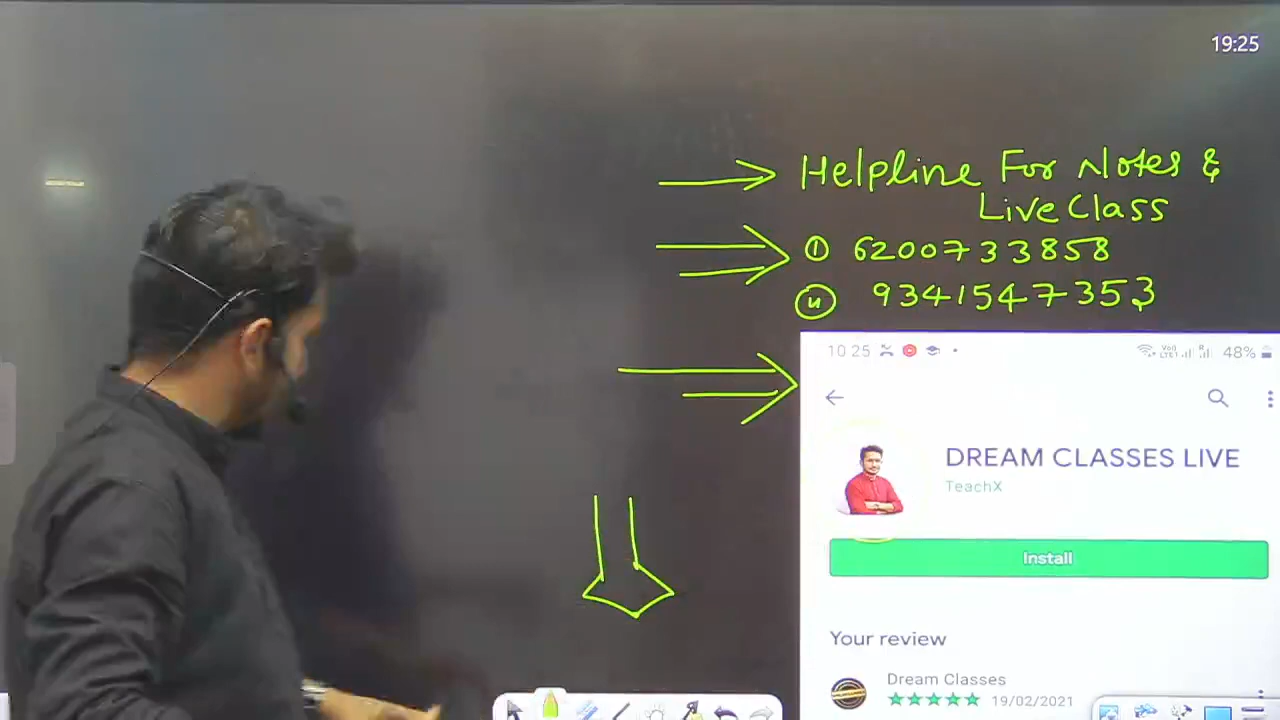 19:25
Helpline For Notes &
Live Class
① 6200733858
② 9341547353
10 25
48%
DREAM CLASSES LIVE
TeachX
Install
Your review
Dream Classes
19/02/2021